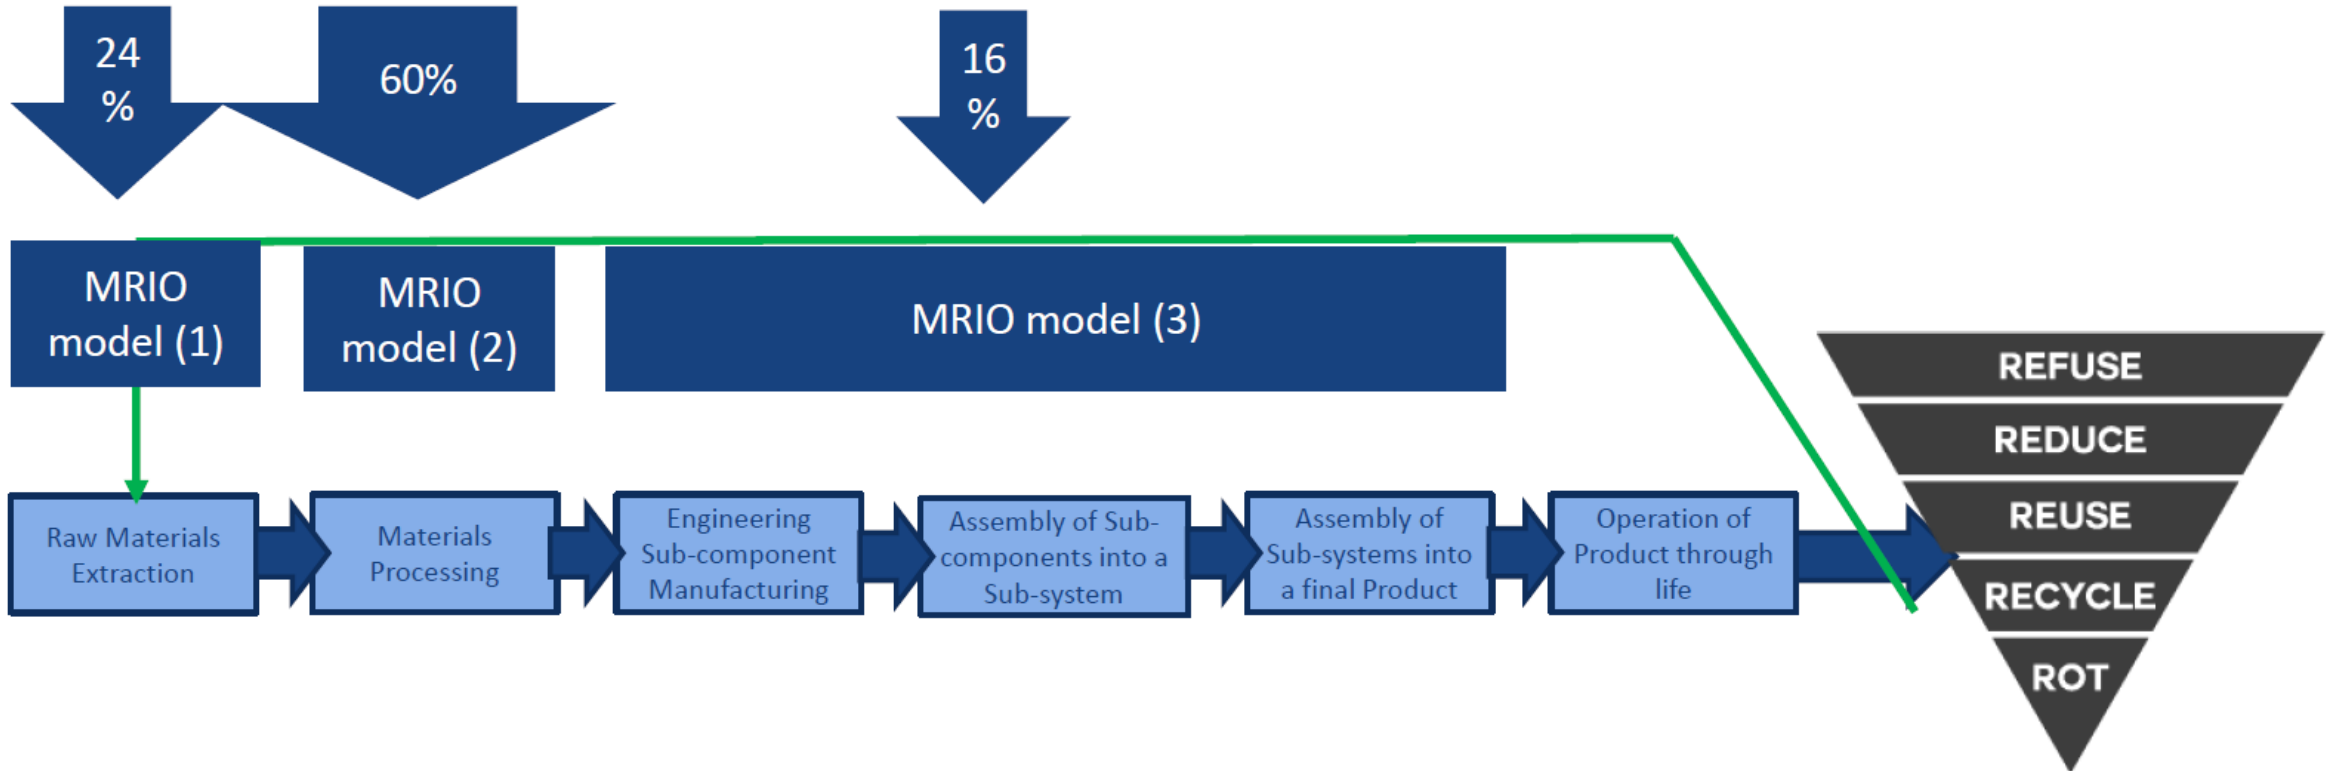 24
%
60%
16
%
MRIO
model (1)
MRIO
model (2)
MRIO model (3)
Raw Materials
Extraction
Materials
Processing
Engineering
Sub-component
Manufacturing
Assembly of Sub-
components into a
Sub-system
Assembly of
Sub-systems into
a final Product
Operation of
Product through
life
REFUSE
REDUCE
REUSE
RECYCLE
ROT